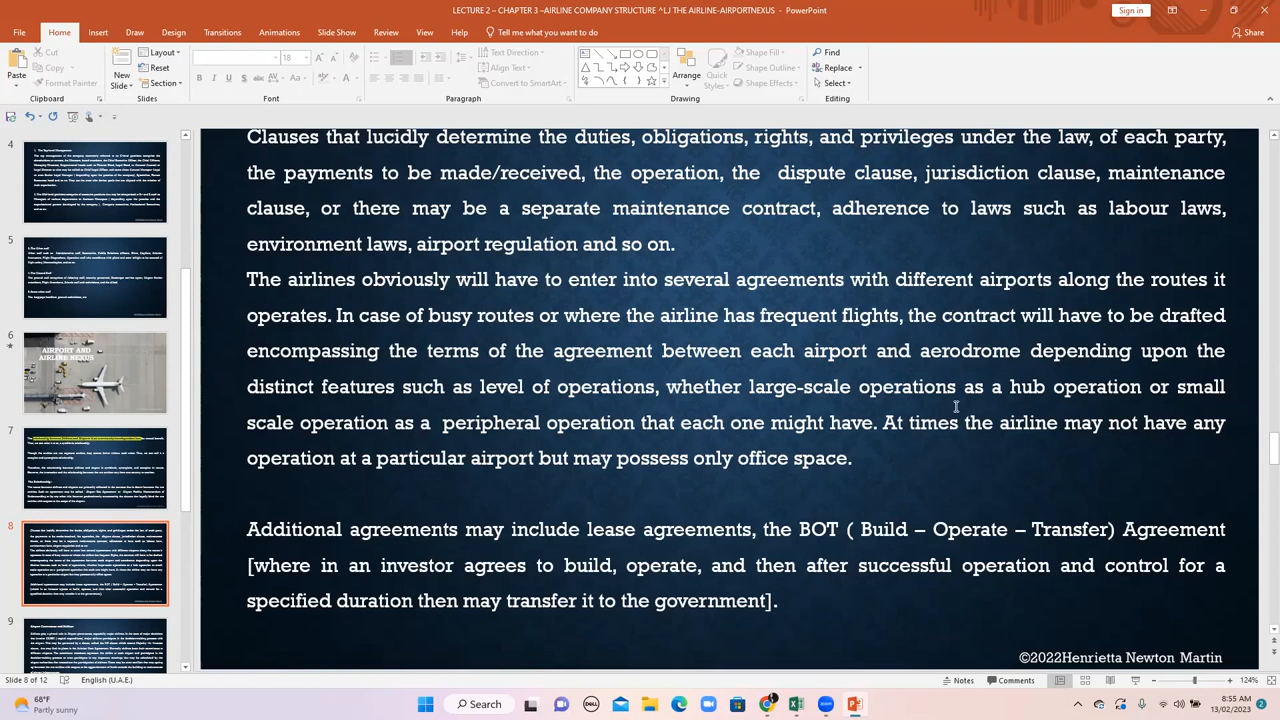 LECTURE 2 ~ CHAPTER 3 –AIRLINE COMPANY STRUCTURE ^LJ THE AIRLINE-AIRPORTNEXUS - PowerPoint
Sign in
File Home Insert Draw Design Transitions Animations Slide Show Review View Help Tell me what you want to do Share
Paste
Cut
Copy
Format Painter
Clipboard
New
Slide
Layout
Reset
Section
Slides
18
B I U S
Font
Text Direction
Align Text
Convert to SmartArt
Paragraph
Arrange
Quick
Styles
Shape Fill
Shape Outline
Shape Effects
Drawing
Find
Replace
Select
Editing
4
5
6
AIRPORT AND
AIRLINE NEXUS
7
8
9
Clauses that lucidly determine the duties, obligations, rights, and privileges under the law, of each party,
the payments to be
the operation, the
dispute clause,
clause, maintenance
clause, or there may be a separate maintenance contract, adherence to laws such as labour laws,
environment laws, airport regulation and so on.
The airlines obviously will have to enter into several agreements with different airports along the routes it
operates. In case of busy routes or where the airline has frequent flights, the contract will have to be drafted
encompassing the terms of the agreement between each airport and aerodrome depending upon the
distinct features such as level of operations, whether large-scale operations as a hub operation or small
scale operation as a peripheral operation that each one might have. At times the airline may not have any
operation at a particular airport but may possess only office space.
Additional agreements may include lease agreements, the BOT ( Build – Operate – Transfer) Agreement
[where in an investor agrees to build, operate, and then after successful operation and control for a
specified duration then may transfer it to the government].
©2022Henrietta Newton Martin
Slide 8 of 12 English (U.A.E.) Notes Comments 124%
68°F
Partly sunny
Search
8:55 AM
13/02/2023